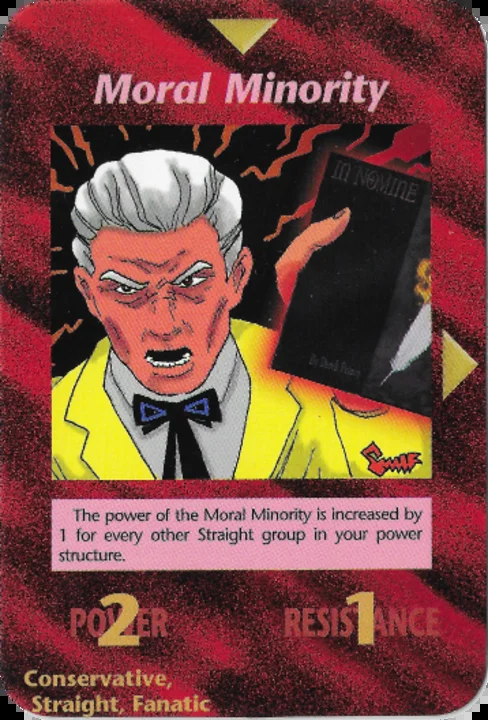 Moral Minority
IN NOMINE
The power of the Moral Minority is increased by
1 for every other Straight group in your power
structure.
POWER 2
RESISTANCE 1
Conservative,
Straight, Fanatic